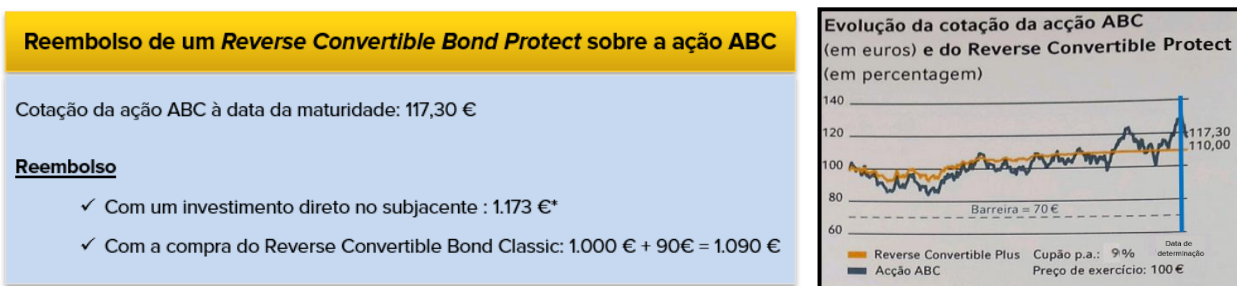 Reembolso de um Reverse Convertible Bond Protect sobre a ação ABC
Cotação da ação ABC à data da maturidade: 117,30 €
Reembolso
✓ Com um investimento direto no subjacente : 1.173 €*
✓ Com a compra do Reverse Convertible Bond Classic: 1.000 € + 90€ = 1.090 €
Evolução da cotação da acção ABC
(em euros) e do Reverse Convertible Protect
(em percentagem)
140
120
117,30
110,00
100
80
Barreira = 70 €
60
Data de
determinação
Reverse Convertible Plus Cupão p.a.: 9%
Acção ABC Preço de exercício: 100 €